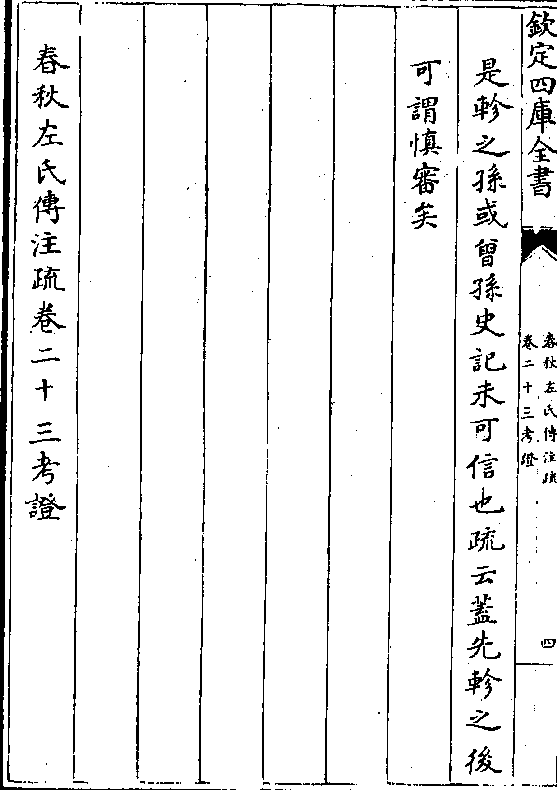 欽定四庫全書
春秋左氏傳注疏
卷二十三考證
四
是軫之孫或曾孫史記未可信也疏云蓋先軫之後
可謂慎審矣
春秋左氏傳注疏卷二十三考證